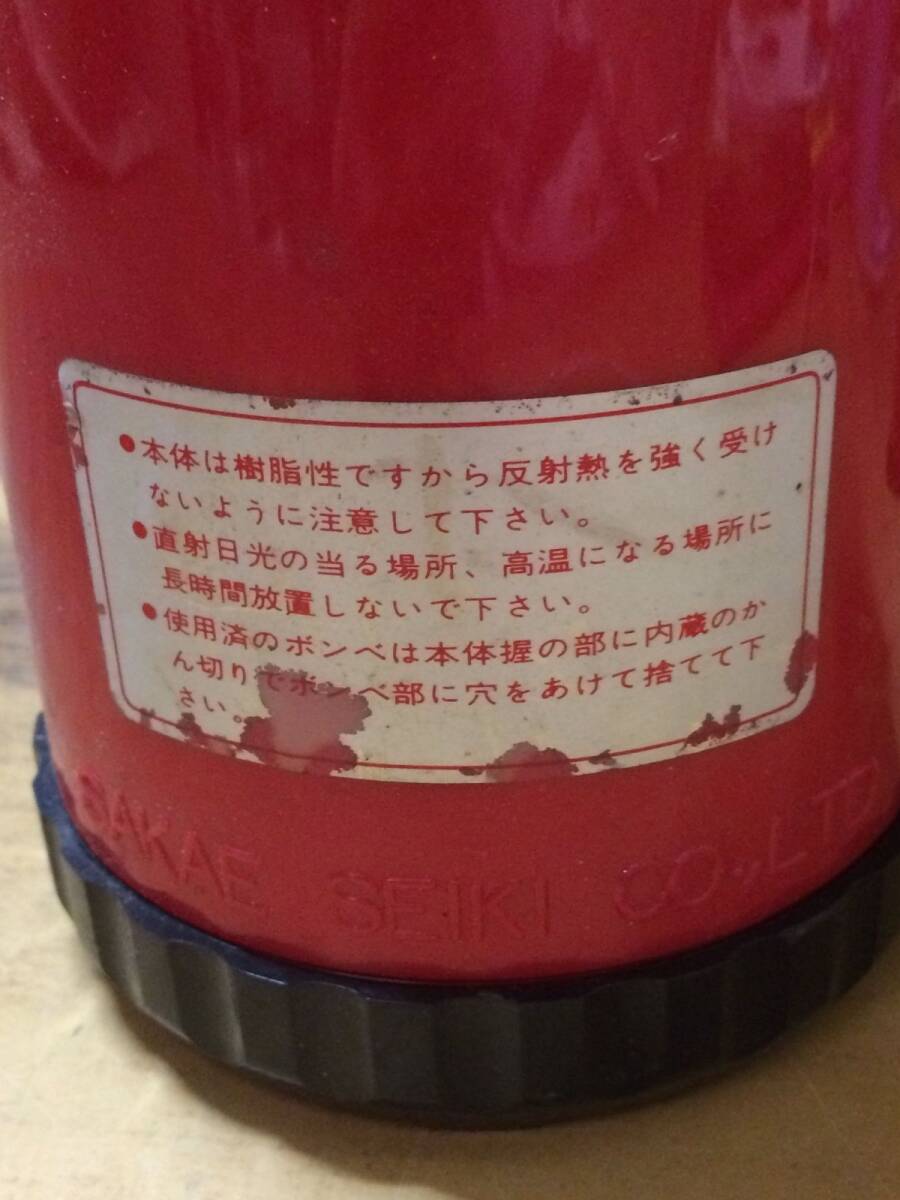 ●本体は樹脂性ですから反射熱を強く受け
ないように注意して下さい。
●直射日光の当る場所、高温になる場所に
長時間放置しないで下さい。
●使用済のボンベは本体握の部に内蔵のか
ん切りでボンベ部に穴をあけて捨てて下
さい。
SAKAE SEIKI CO.,LTD